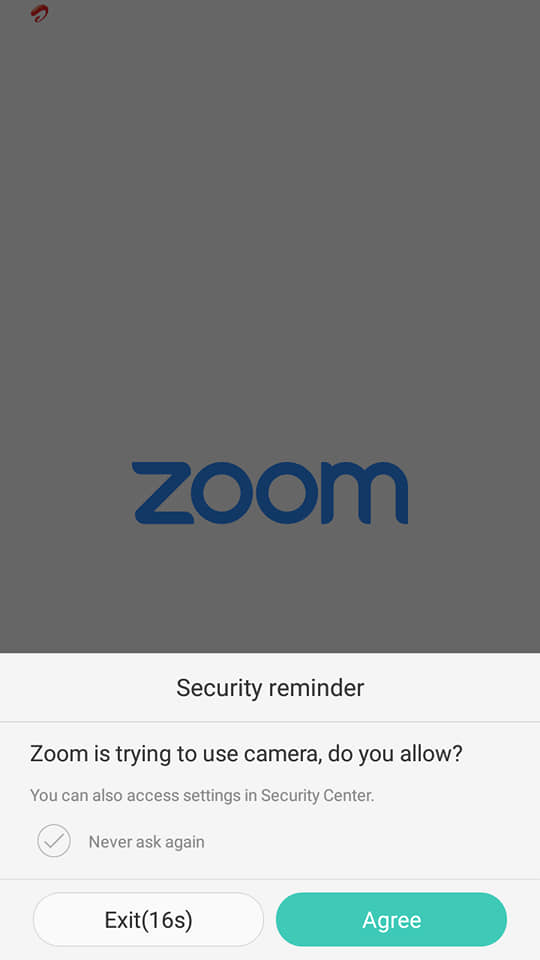 zoom
Security reminder
Zoom is trying to use camera, do you allow?
You can also access settings in Security Center.
Never ask again
Exit(16s)
Agree